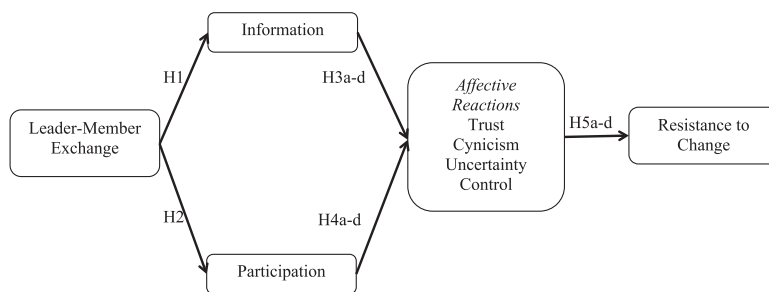 Information
H1
H3a-d
Leader-Member
Exchange
Affective
Reactions
Trust
Cynicism
Uncertainty
Control
H5a-d
Resistance to
Change
H2
H4a-d
Participation